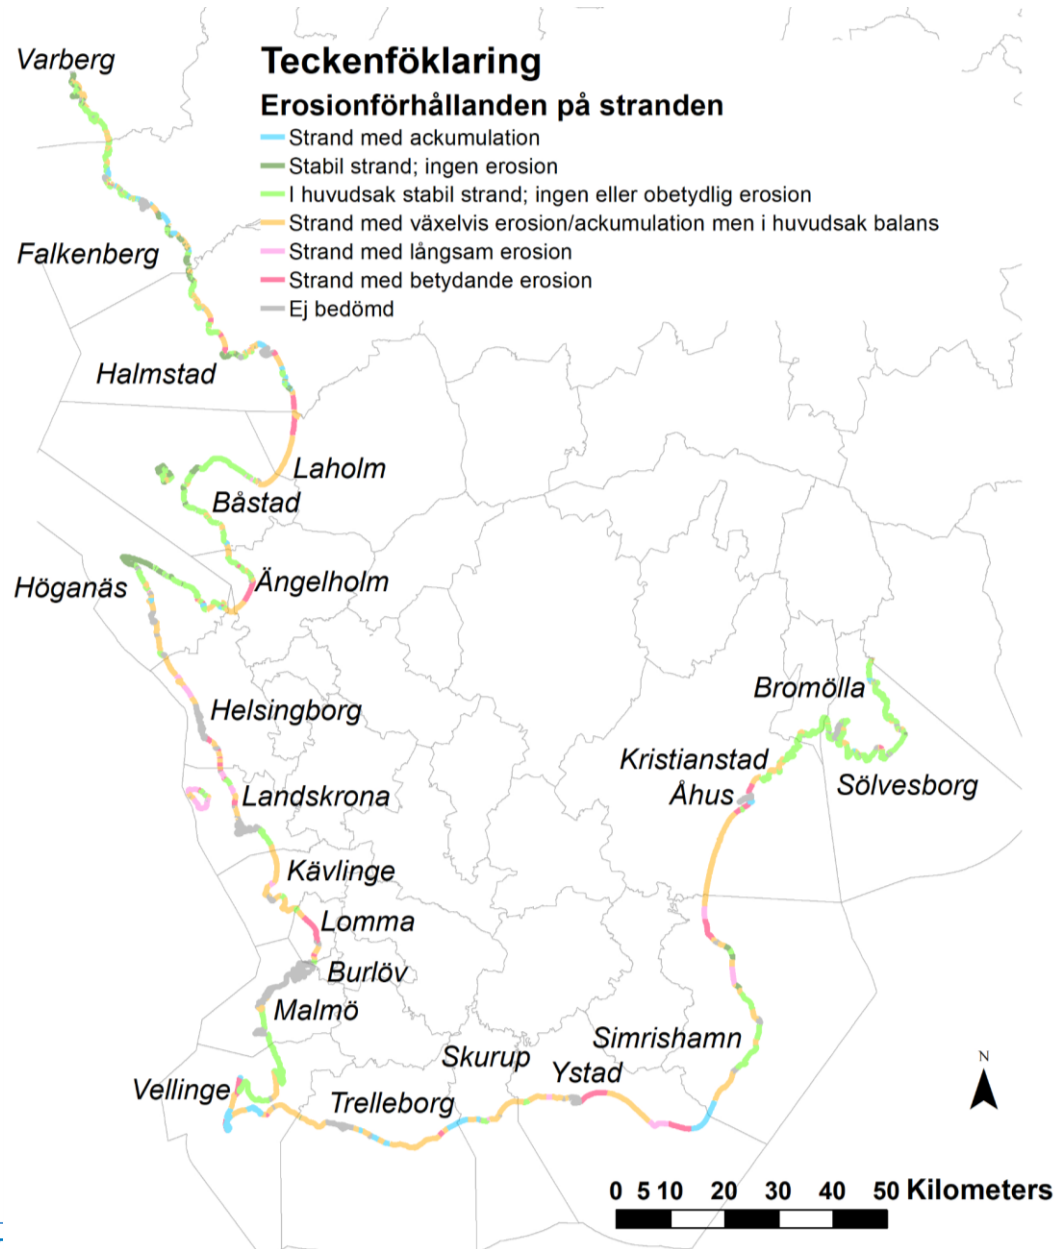 Varberg
Teckenföklaring
Erosionförhållanden på stranden
Strand med ackumulation
Stabil strand; ingen erosion
I huvudsak stabil strand; ingen eller obetydlig erosion
Strand med växelvis erosion/ackumulation men i huvudsak balans
Strand med långsam erosion
Strand med betydande erosion
Ej bedömd
Falkenberg
Halmstad
Laholm
Båstad
Ängelholm
Höganäs
Helsingborg
Bromölla
Kristianstad
Åhus
Sölvesborg
Landskrona
Kävlinge
Lomma
Burlöv
Malmö
Simrishamn
Skurup
Ystad
Vellinge
Trelleborg
N
0 5 10 20 30 40 50 Kilometers